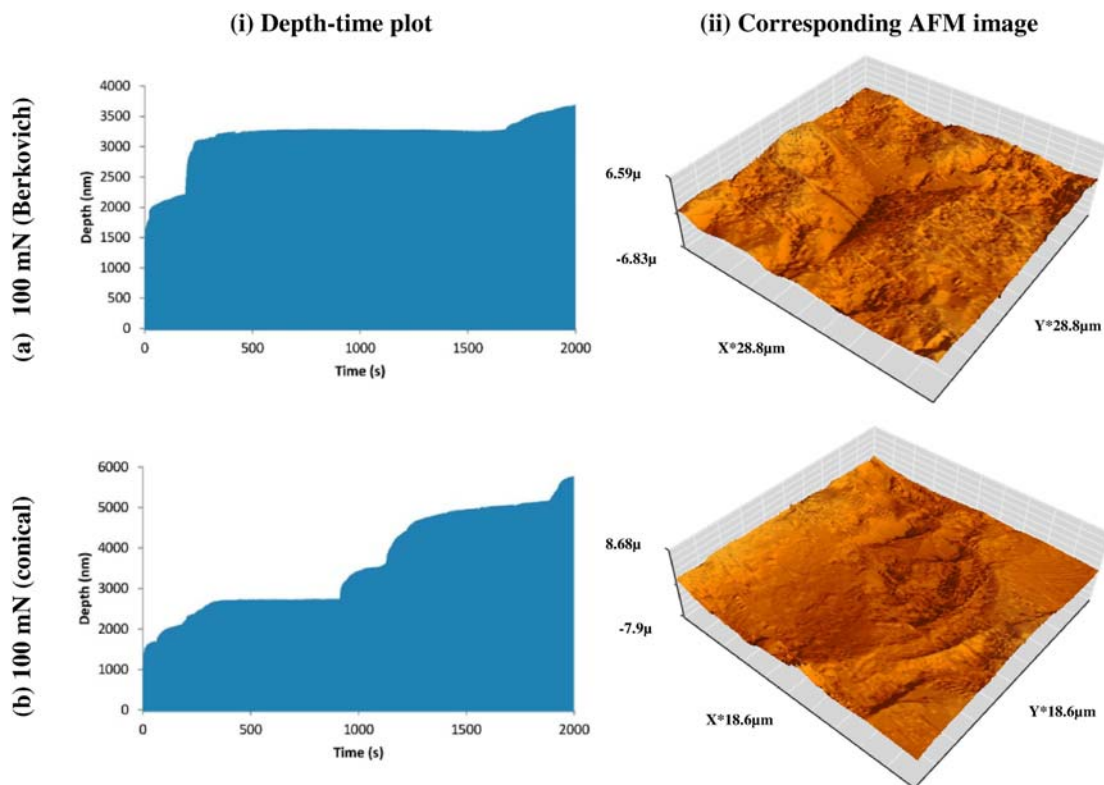 (i) Depth-time plot
(ii) Corresponding AFM image
(a) 100 mN (Berkovich)
4000
3500
3000
2500
2000
1500
1000
500
0
Depth (nm)
0 500 1000 1500 2000
Time (s)
6.59μ
-6.83μ
X*28.8μm
Y*28.8μm
(b) 100 mN (conical)
6000
5000
4000
3000
2000
1000
0
Depth (nm)
0 500 1000 1500 2000
Time (s)
8.68μ
-7.9μ
X*18.6μm
Y*18.6μm